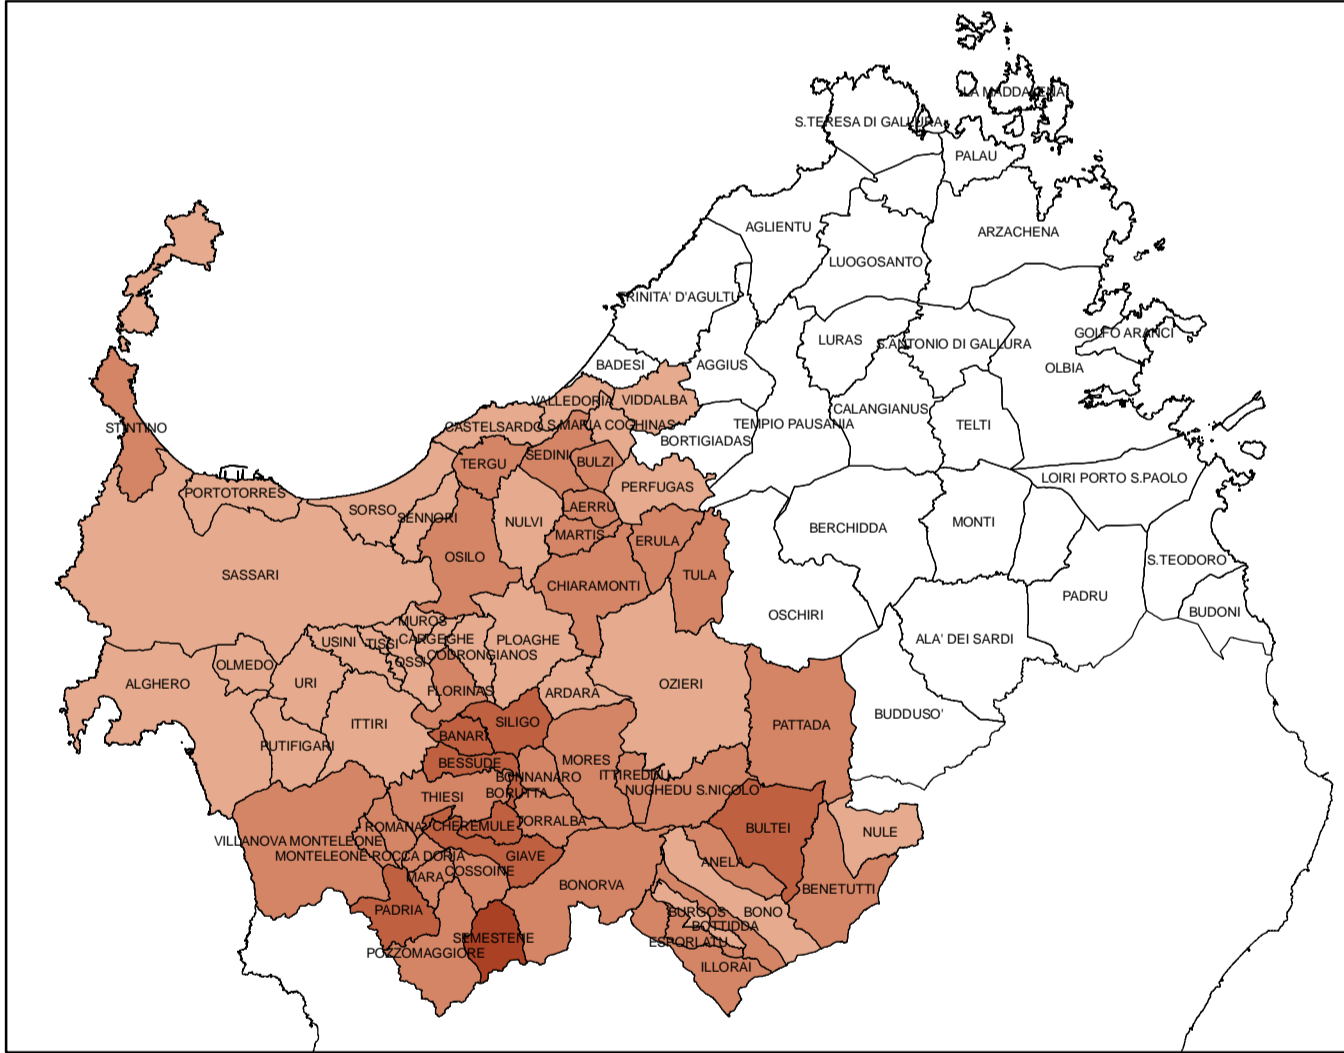 LA MADDALENA
S.TERESA DI GALLURA
PALAU
AGLIENTU
ARZACHENA
LUOGOSANTO
TRINITA' D'AGULTU
GOLFO ARANCI
LURAS
S.ANTONIO DI GALLURA
BADESI
AGGIUS
OLBIA
VALLEDORIA
VIDDALBA
CALANGIANUS
STINTINO
CASTELSARDO
S.MARIA COGHINAS
TEMPIO PAUSANIA
TELTI
BORTIGIADAS
TERGU
SEDINI
BULZI
LOIRI PORTO S.PAOLO
PERFUGAS
PORTOTORRES
SORSO
SENNORI
NULVI
LAERRU
BERCHIDDA
MONTI
MARTIS
ERULA
OSILO
S.TEODORO
SASSARI
CHIARAMONTI
TULA
PADRU
OSCHIRI
BUDONI
MUROS
USINI
TISSI
CARGEGHE
PLOAGHE
ALA' DEI SARDI
CODRONGIANOS
OSSI
OLMEDO
ALGHERO
URI
FLORINAS
ARDARA
OZIERI
BUDDUSO'
ITTIRI
SILIGO
PATTADA
BANARI
PUTIFIGARI
BESSUDE
MORES
BONNANARO
ITTIREDDU
NUGHEDU S.NICOLO
THIESI
BORUTTA
ROMANA
CHEREMULE
TORRALBA
BULTEI
NULE
VILLANOVA MONTELEONE
MONTELEONE ROCCA DORIA
GIAVE
ANELA
COSSOINE
MARA
BONORVA
BENETUTTI
PADRIA
BURGOS
BONO
BOTTIDDA
SEMESTENE
ESPORLATU
POZZOMAGGIORE
ILLORAI